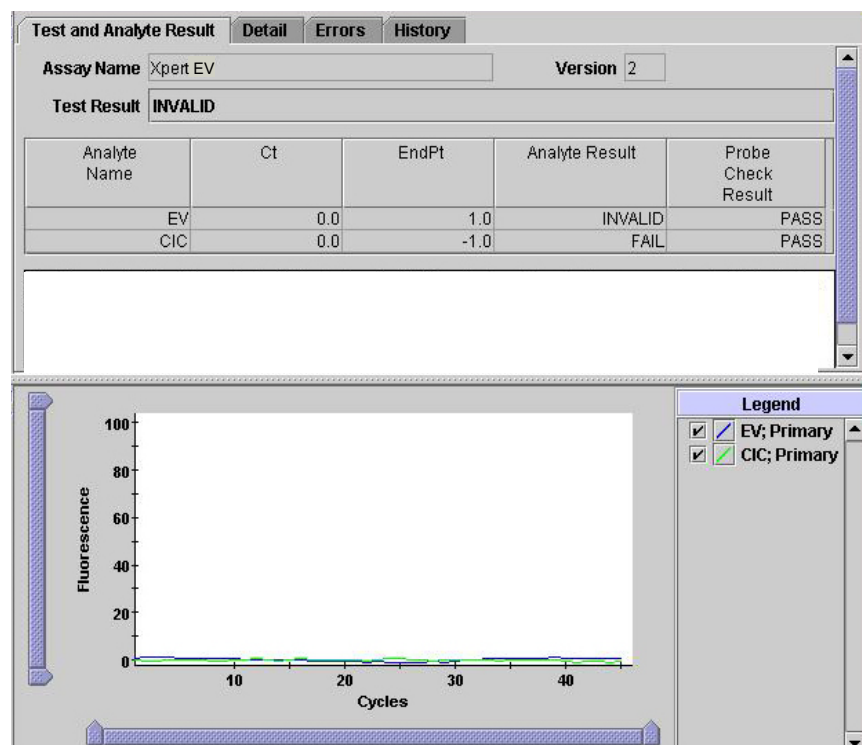 Test and Analyte Result Detail Errors History
Assay Name Xpert EV Version 2
Test Result INVALID
Analyte Name Ct EndPt Analyte Result Probe Check Result
EV 0.0 1.0 INVALID PASS
CIC 0.0 -1.0 FAIL PASS
Legend
EV; Primary
CIC; Primary
100
80
60
40
20
0
Fluorescence
10 20 30 40
Cycles